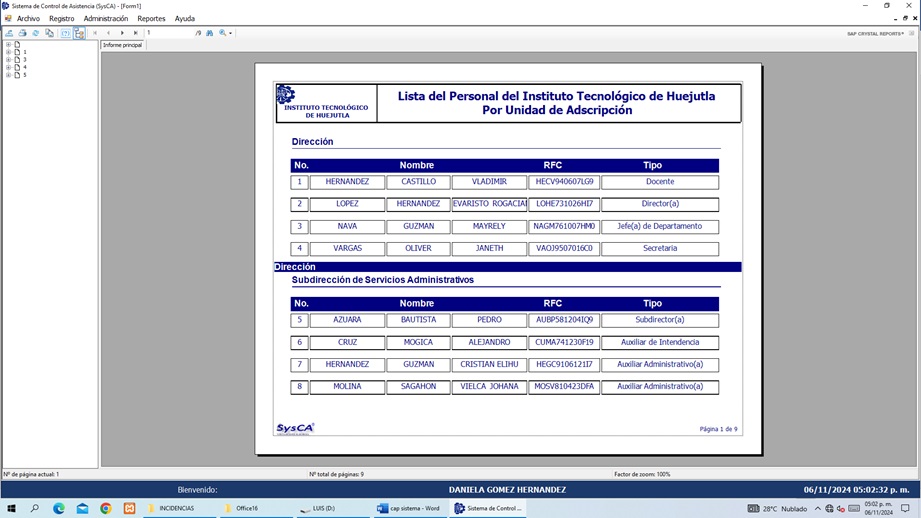 Sistema de Control de Asistencia (SysCA) - [Form1]
Archivo Registro Administración Reportes Ayuda
1 /9 SAP CRYSTAL REPORTS®
Informe principal
1
3
4
5
INSTITUTO TECNOLÓGICO
DE HUEJUTLA
Lista del Personal del Instituto Tecnológico de Huejutla
Por Unidad de Adscripción
Dirección
No. Nombre RFC Tipo
1 HERNANDEZ CASTILLO VLADIMIR HECV940607LG9 Docente
2 LOPEZ HERNANDEZ EVARISTO ROGACIAN LOHE731026HI7 Director(a)
3 NAVA GUZMAN MAYRELY NAGM761007HM0 Jefe(a) de Departamento
4 VARGAS OLIVER JANETH VAOJ9507016C0 Secretaria
Dirección
Subdirección de Servicios Administrativos
No. Nombre RFC Tipo
5 AZUARA BAUTISTA PEDRO AUBP581204IQ9 Subdirector(a)
6 CRUZ MOGICA ALEJANDRO CUMA741230F19 Auxiliar de Intendencia
7 HERNANDEZ GUZMAN CRISTIAN ELIHU HEGC9106121I7 Auxiliar Administrativo(a)
8 MOLINA SAGAHON VIELCA JOHANA MOSV810423DFA Auxiliar Administrativo(a)
SysCA
Página 1 de 9
Nº de página actual: 1 Nº total de páginas: 9 Factor de zoom: 100%
Bienvenido: DANIELA GOMEZ HERNANDEZ 06/11/2024 05:02:32 p. m.
INCIDENCIAS Office16 LUIS (D:) cap sistema - Word Sistema de Control ... 28°C Nublado 05:02 p. m.
06/11/2024